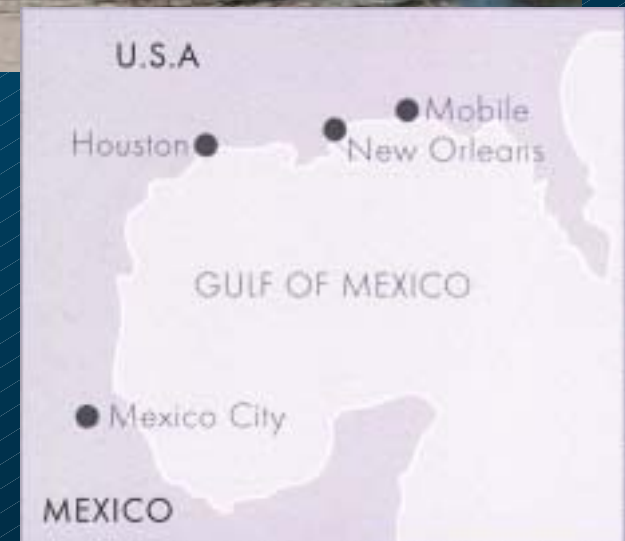 U.S.A
Mobile
Houston
New Orleans
GULF OF MEXICO
Mexico City
MEXICO